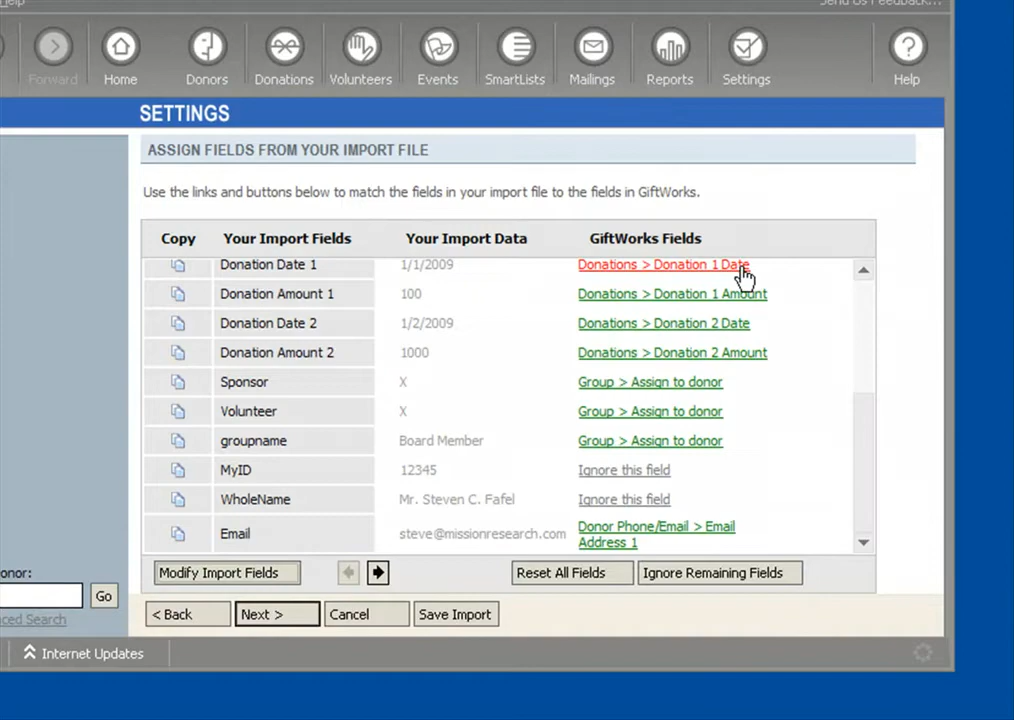 Help Send Us Feedback...
Forward Home Donors Donations Volunteers Events SmartLists Mailings Reports Settings Help
SETTINGS
ASSIGN FIELDS FROM YOUR IMPORT FILE
Use the links and buttons below to match the fields in your import file to the fields in GiftWorks.
Copy Your Import Fields Your Import Data GiftWorks Fields
Donation Date 1 1/1/2009 Donations > Donation 1 Date
Donation Amount 1 100 Donations > Donation 1 Amount
Donation Date 2 1/2/2009 Donations > Donation 2 Date
Donation Amount 2 1000 Donations > Donation 2 Amount
Sponsor X Group > Assign to donor
Volunteer X Group > Assign to donor
groupname Board Member Group > Assign to donor
MyID 12345 Ignore this field
WholeName Mr. Steven C. Fafel Ignore this field
Email steve@missionresearch.com Donor Phone/Email > Email
Address 1
onor: Modify Import Fields Reset All Fields Ignore Remaining Fields
Go
ced Search < Back Next > Cancel Save Import
Internet Updates